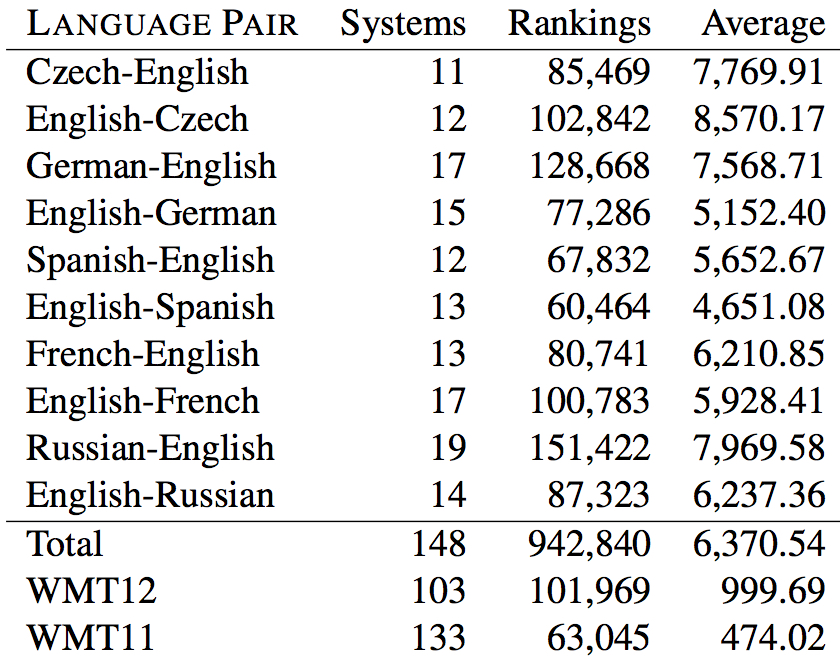 LANGUAGE PAIR Systems Rankings Average
Czech-English 11 85,469 7,769.91
English-Czech 12 102,842 8,570.17
German-English 17 128,668 7,568.71
English-German 15 77,286 5,152.40
Spanish-English 12 67,832 5,652.67
English-Spanish 13 60,464 4,651.08
French-English 13 80,741 6,210.85
English-French 17 100,783 5,928.41
Russian-English 19 151,422 7,969.58
English-Russian 14 87,323 6,237.36
Total 148 942,840 6,370.54
WMT12 103 101,969 999.69
WMT11 133 63,045 474.02